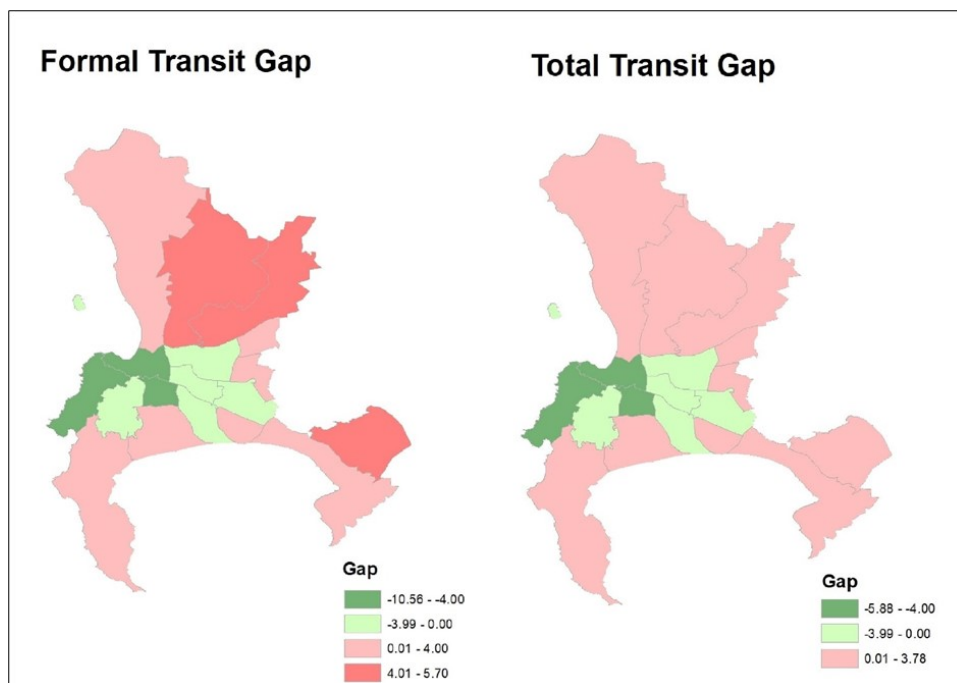 Formal Transit Gap
Total Transit Gap
Gap
-10.56 - -4.00
-3.99 - 0.00
0.01 - 4.00
4.01 - 5.70
Gap
-5.88 - -4.00
-3.99 - 0.00
0.01 - 3.78